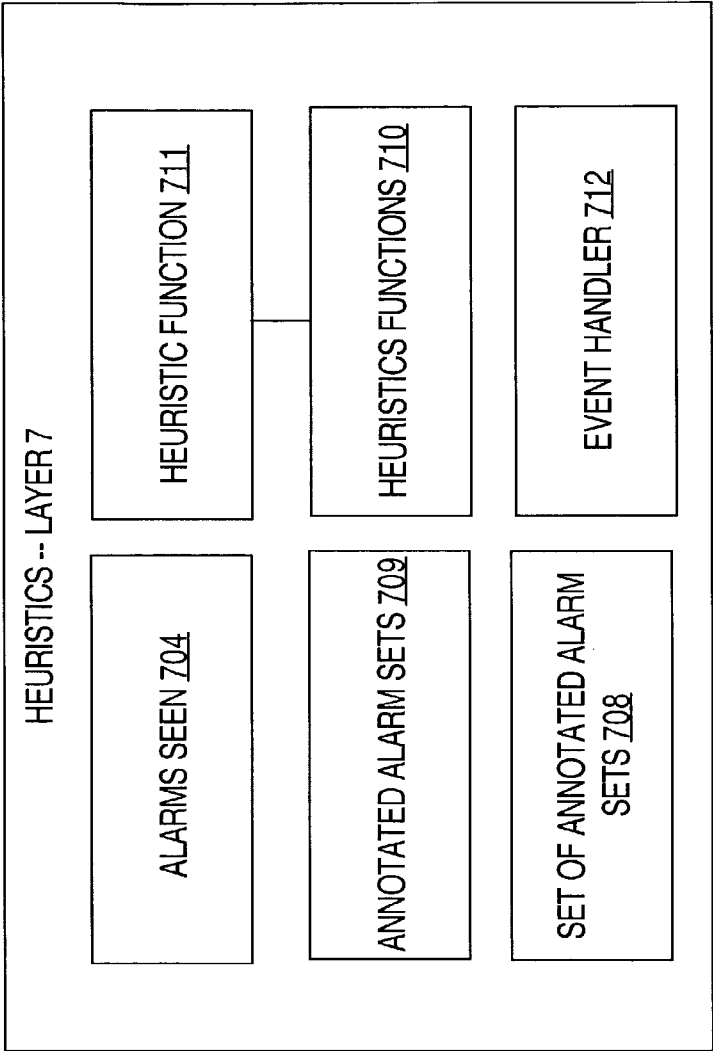 HEURISTICS -- LAYER 7
ALARMS SEEN 704
HEURISTIC FUNCTION 711
ANNOTATED ALARM SETS 709
HEURISTICS FUNCTIONS 710
SET OF ANNOTATED ALARM
SETS 708
EVENT HANDLER 712